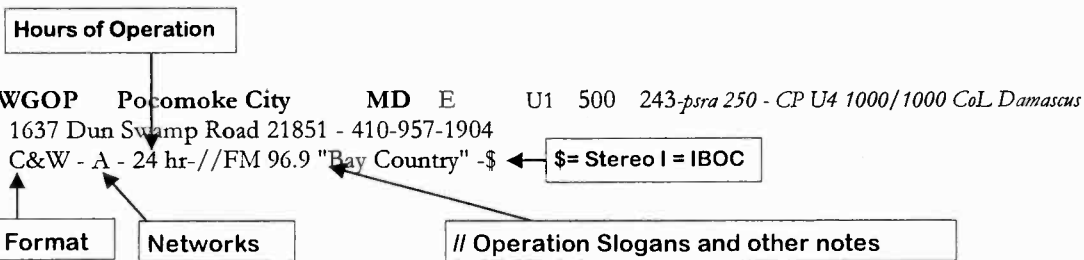 Hours of Operation
WGOP Pocomoke City MD E U1 500 243-psra 250 - CP U4 1000/1000 CoL Damascus
1637 Dun Swamp Road 21851 - 410-957-1904
C&W - A - 24 hr-//FM 96.9 "Bay Country" -$
$= Stereo I = IBOC
Format
Networks
// Operation Slogans and other notes